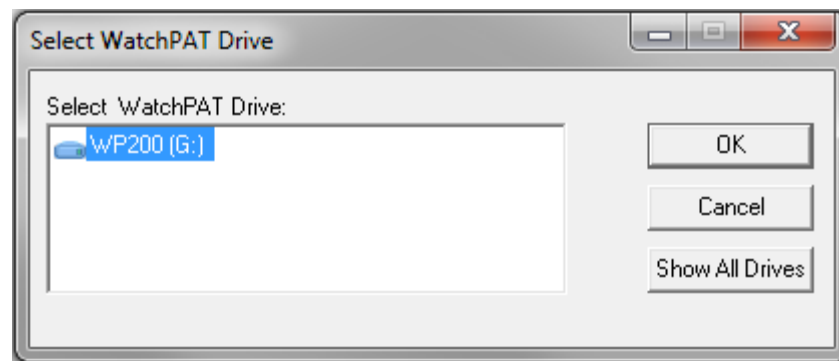 Select WatchPAT Drive
Select WatchPAT Drive:
WP200 (G:)
OK
Cancel
Show All Drives